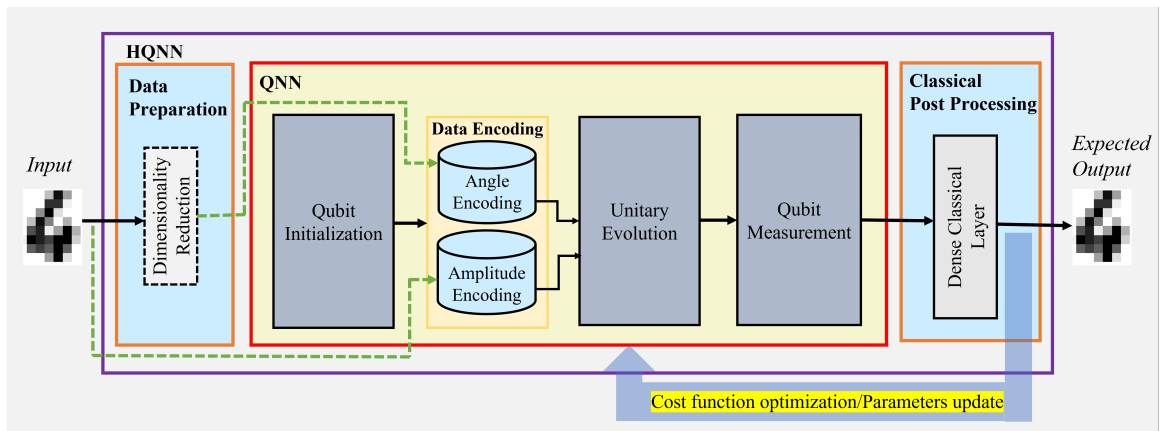 HQNN
Data
Preparation
QNN
Classical
Post Processing
Input
Dimensionality
Reduction
Qubit
Initialization
Data Encoding
Angle
Encoding
Amplitude
Encoding
Unitary
Evolution
Qubit
Measurement
Dense Classical
Layer
Expected
Output
Cost function optimization/Parameters update